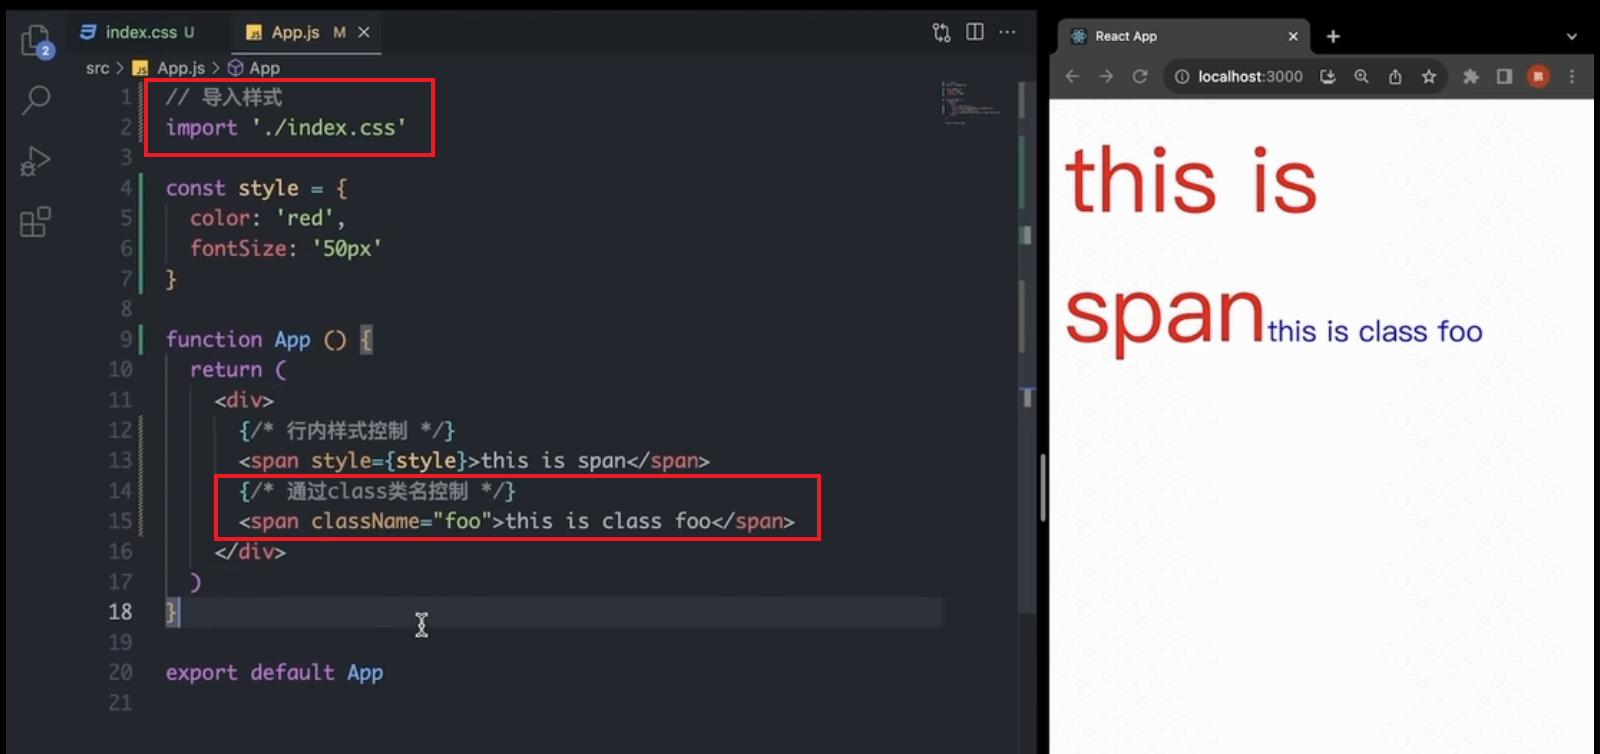 index.css U
App.js M
src > App.js > App
1 // 导入样式
2 import './index.css'
3
4 const style = {
5 color: 'red',
6 fontSize: '50px'
7 }
8
9 function App () {
10 return (
11 <div>
12 {/* 行内样式控制 */}
13 <span style={style}>this is span</span>
14 {/* 通过class类名控制 */}
15 <span className="foo">this is class foo</span>
16 </div>
17 )
18 }
19
20 export default App
21
2
React App
localhost:3000
this is
span this is class foo